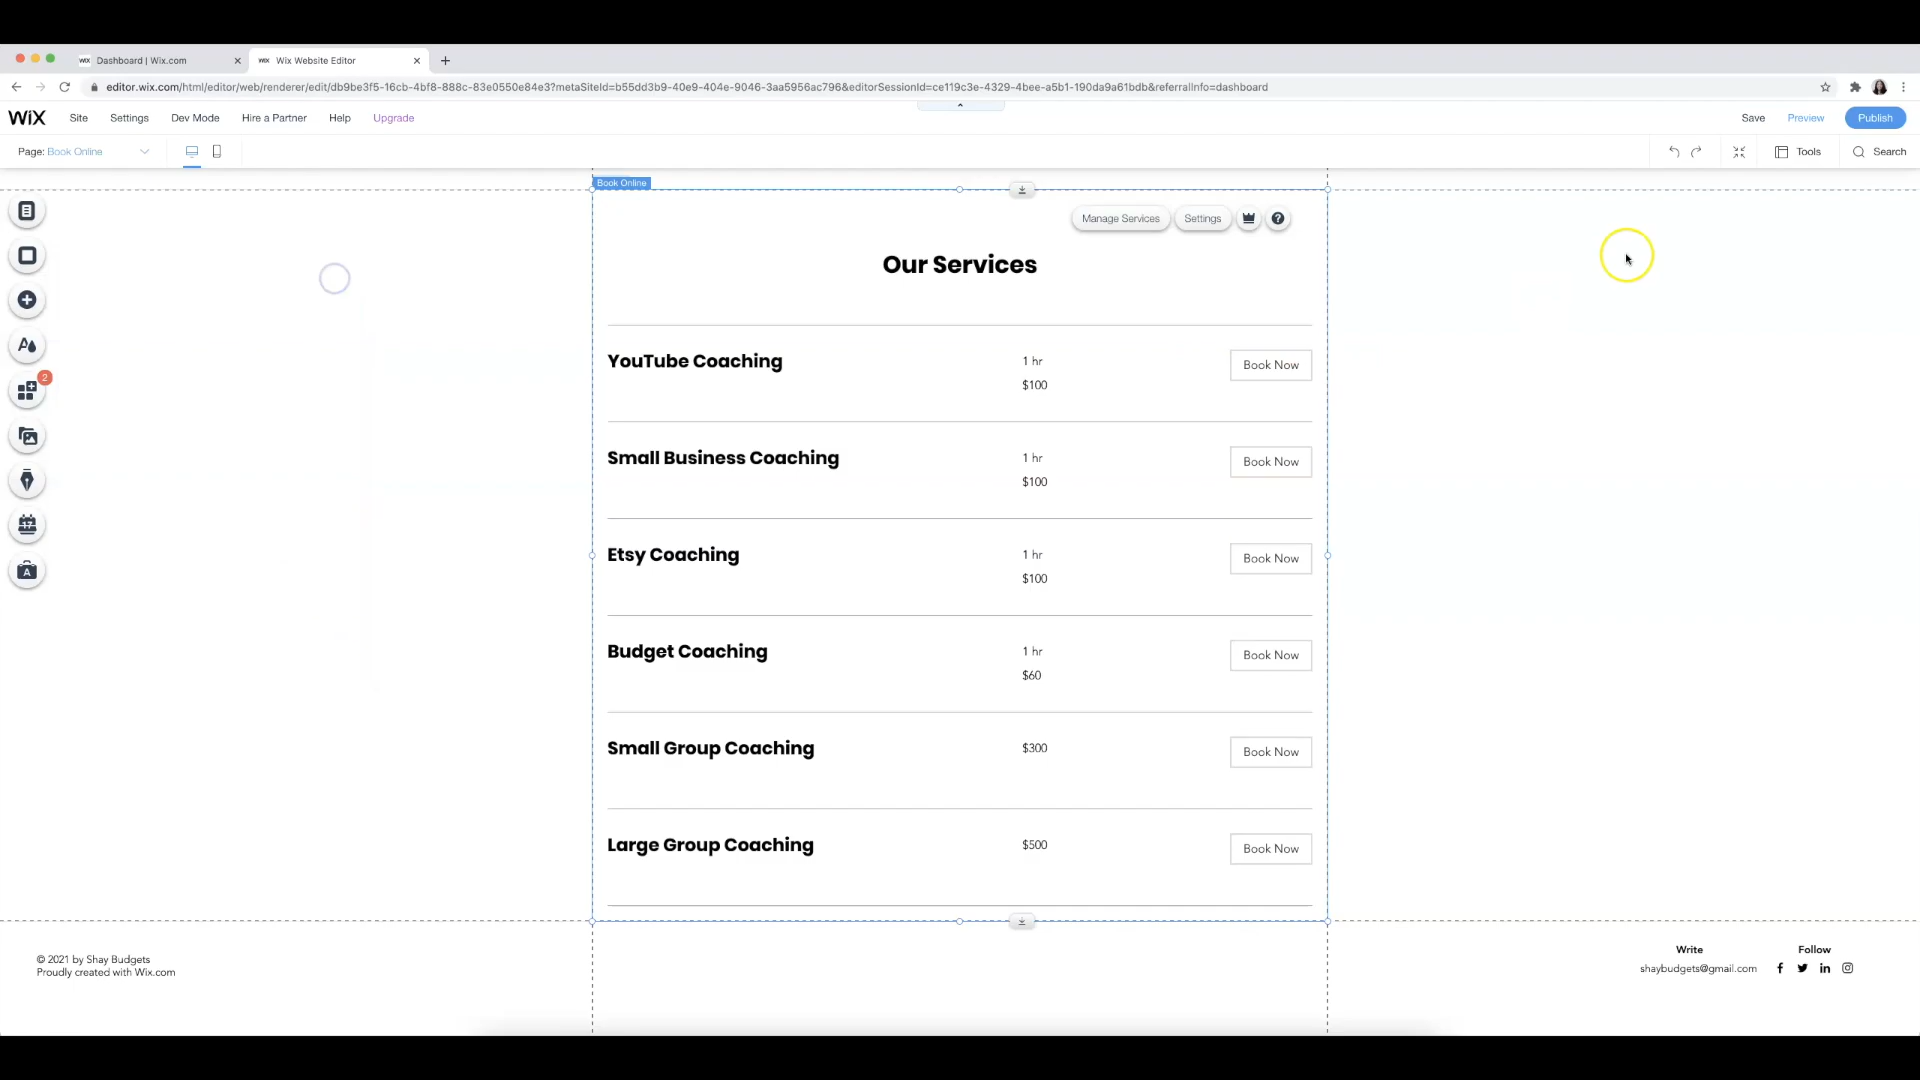 WIX Dashboard | Wix.com
WIX Wix Website Editor
editor.wix.com/html/editor/web/renderer/edit/db9be3f5-16cb-4bf8-888c-83e0550e84e3?metaSiteId=b55dd3b9-40e9-404e-9046-3aa5956ac796&editorSessionId=ce119c3e-4329-4bee-a5b1-190da9a61bdb&referralInfo=dashboard
WiX Site Settings Dev Mode Hire a Partner Help Upgrade Save Preview Publish
Page: Book Online Tools Search
Book Online
Manage Services Settings ?
Our Services
YouTube Coaching 1 hr Book Now
$100
2
Small Business Coaching 1 hr Book Now
$100
17
Etsy Coaching 1 hr Book Now
$100
A
Budget Coaching 1 hr Book Now
$60
Small Group Coaching $300 Book Now
Large Group Coaching $500 Book Now
© 2021 by Shay Budgets
Proudly created with Wix.com
Write Follow
shaybudgets@gmail.com